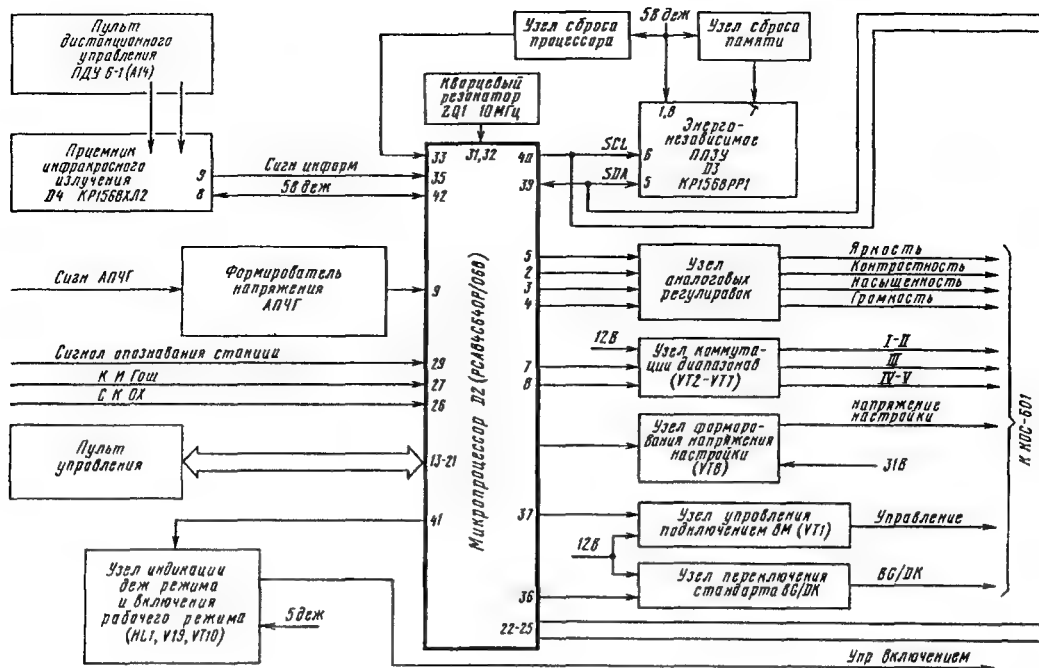 Пульт
дистанционного
управления
ПДУ 6-1 (А14)
Узел сброса
процессора
5В деж
Узел сброса
памяти
Кварцевый
резонатор
ZQ1 10МГц
1,8
7
Энерго-
независимое
ППЗУ
D3
КР1568РР1
6
5
SCL
SDA
Приемник
инфракрасного
излучения
D4 КР1568ХЛ2
9
8
Сигн информ
5В деж
33
35
42
31,32
40
39
Сигн АПЧГ
Формирователь
напряжения
АПЧГ
9
5
2
3
4
Узел
аналоговых
регулировок
Яркость
Контрастность
Насыщенность
Громкость
Сигнал опознавания станции
29
К И Гош
27
С К ОХ
26
12В
7
8
Узел коммута-
ции диапазонов
(VT2-VT7)
I-II
III
IV-V
Микропроцессор D2 (PCA84C640P/068)
Пульт
управления
13-21
Узел формиро-
вания напряжения
настройки
(VT8)
напряжение
настройки
31В
К КОС-601
41
37
Узел управления
подключением ВМ (VT1)
Управление
12В
36
Узел переключения
стандарта BG/DK
BG/DK
Узел индикации
деж режима
и включения
рабочего режима
(HL1, V19, VT10)
5 деж
22-25
Упр включением